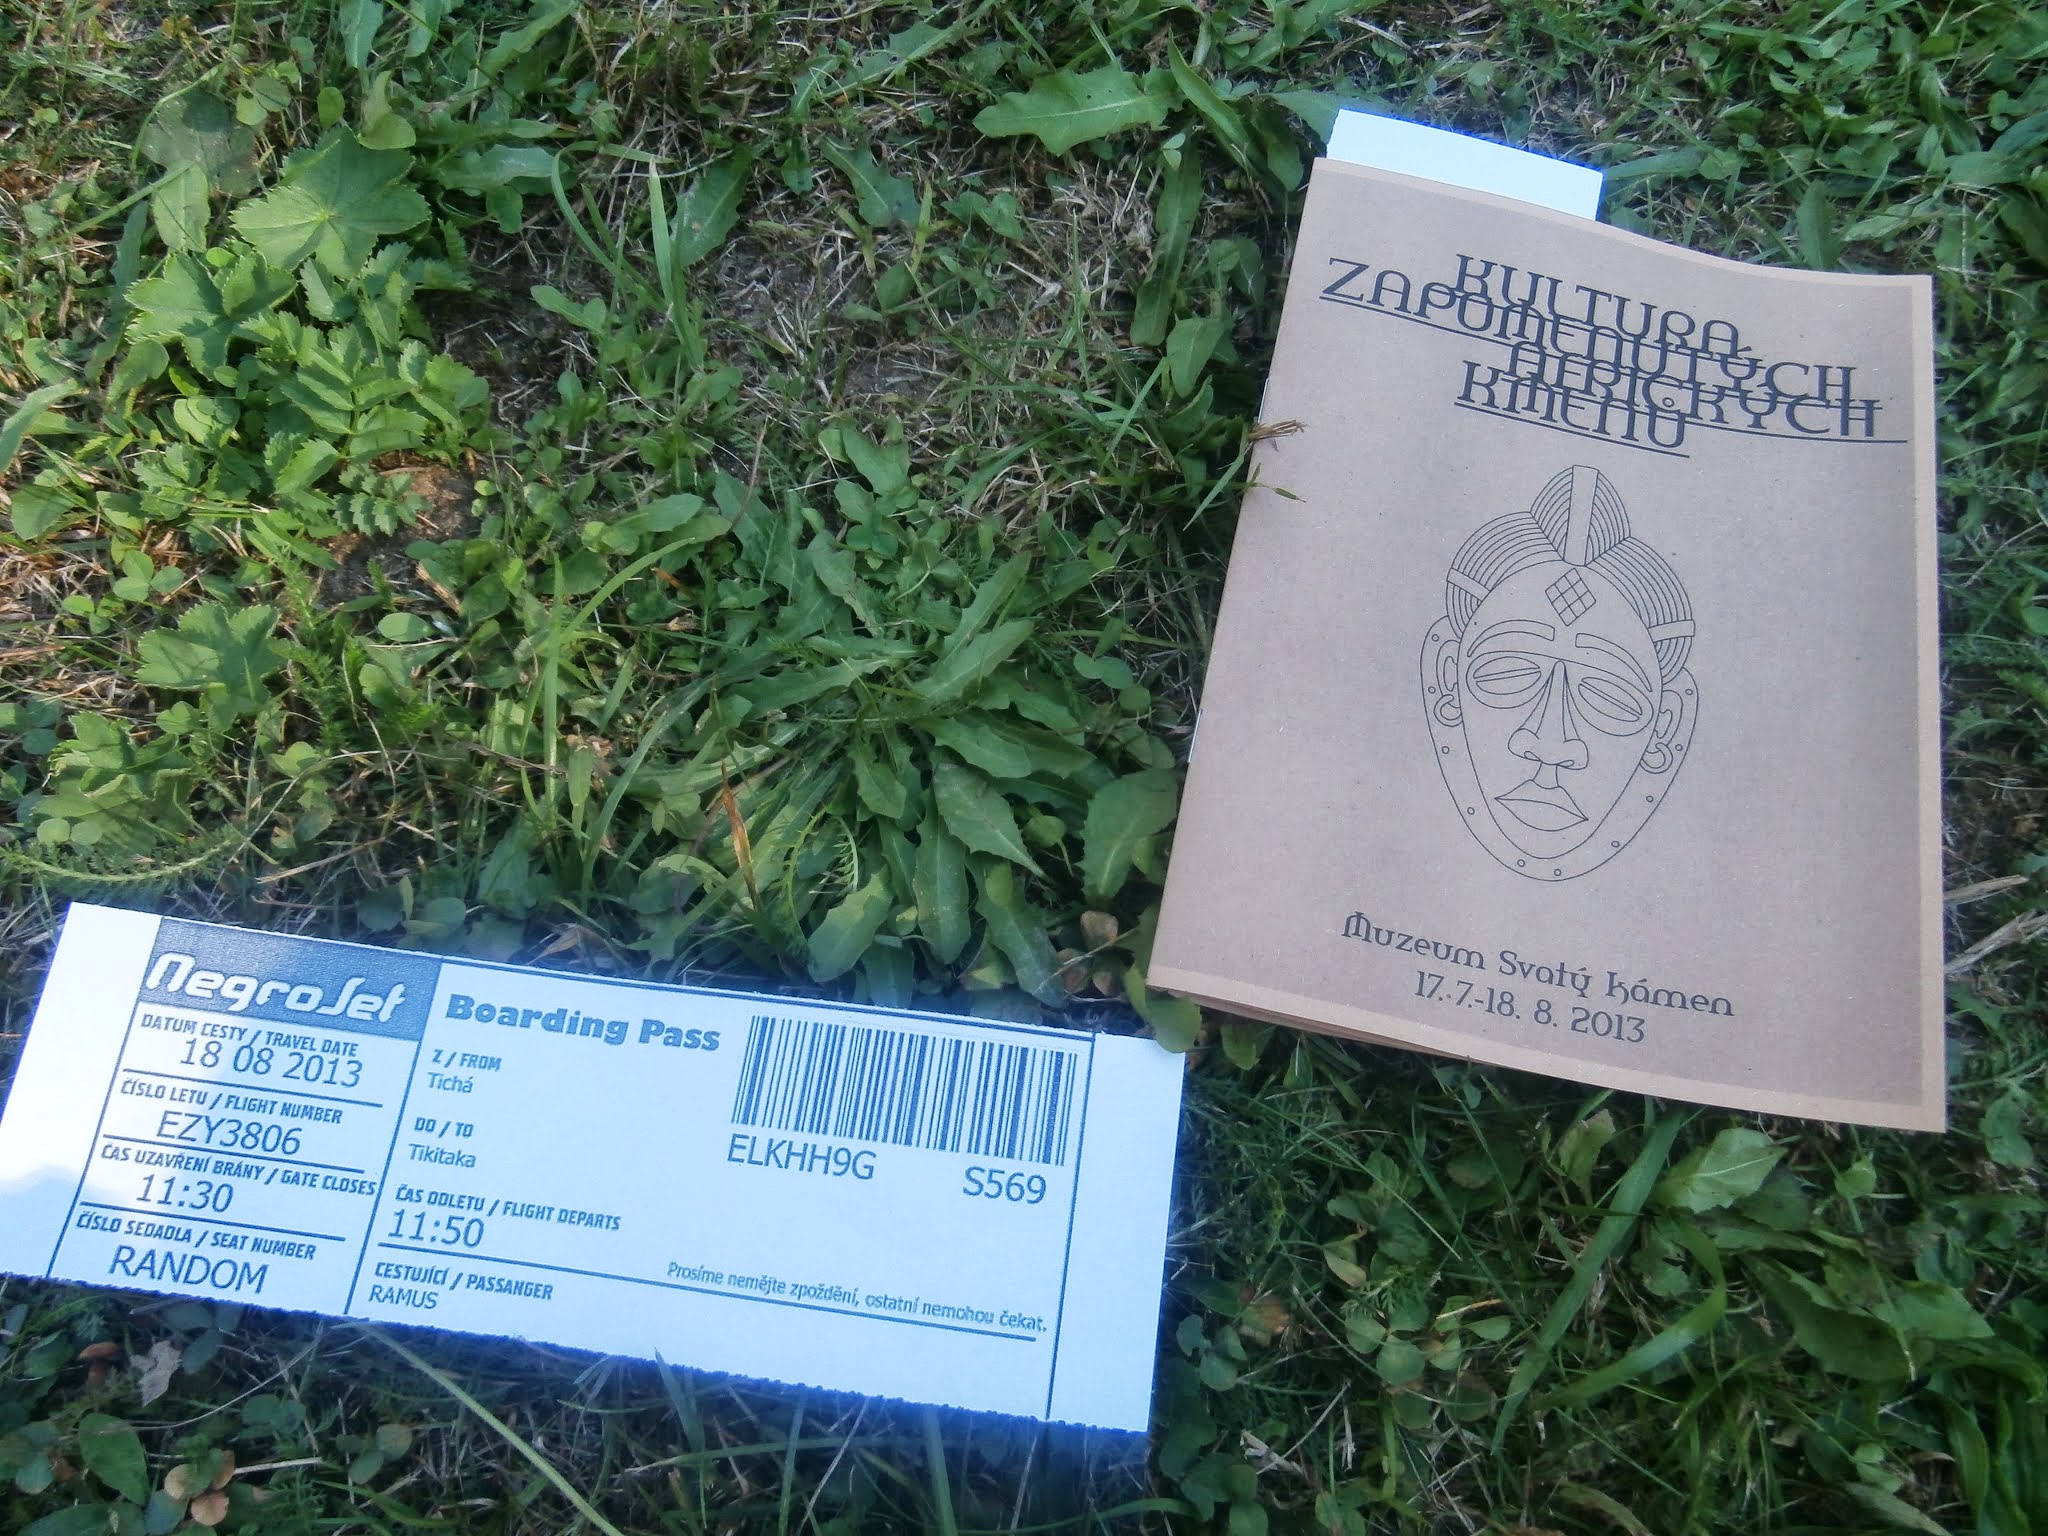 KULTURA
ZAPOMENUTÝCH
AFRICKÝCH
KMENŮ
Muzeum Svatý Kámen
17. 7.-18. 8. 2013
NegroJet
DATUM CESTY / TRAVEL DATE
18 08 2013
ČÍSLO LETU / FLIGHT NUMBER
EZY3806
ČAS UZAVŘENÍ BRÁNY / GATE CLOSES
11:30
ČÍSLO SEDADLA / SEAT NUMBER
RANDOM
Boarding Pass
Z / FROM
Tichá
DO / TO
Tikitaka
ČAS ODLETU / FLIGHT DEPARTS
11:50
CESTUJÍCÍ / PASSANGER
RAMUS
ELKHH9G S569
Prosíme nemějte zpoždění, ostatní nemohou čekat.